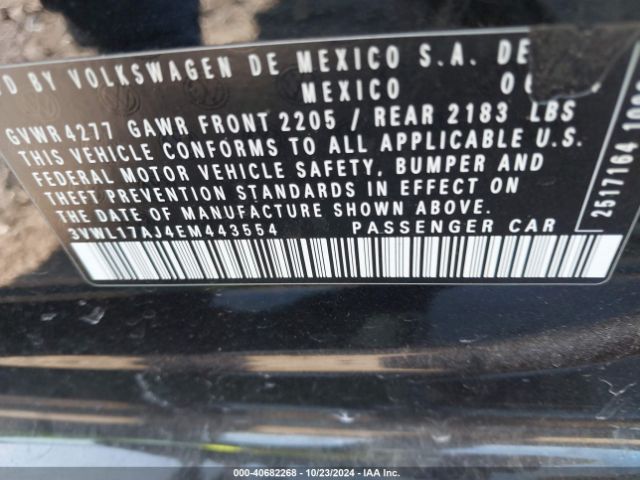 D BY VOLKSWAGEN DE MEXICO S.A. DE
MEXICO 0
GVWR 4277 GAWR FRONT 2205 / REAR 2183 LBS
THIS VEHICLE CONFORMS TO ALL APPLICABLE U.S.
FEDERAL MOTOR VEHICLE SAFETY, BUMPER AND
THEFT PREVENTION STANDARDS IN EFFECT ON
THE DATE OF MANUFACTURE SHOWN ABOVE.
3VWL17AJ4EM443554 PASSENGER CAR
2517164
000-40682268 - 10/23/2024 - IAA Inc.